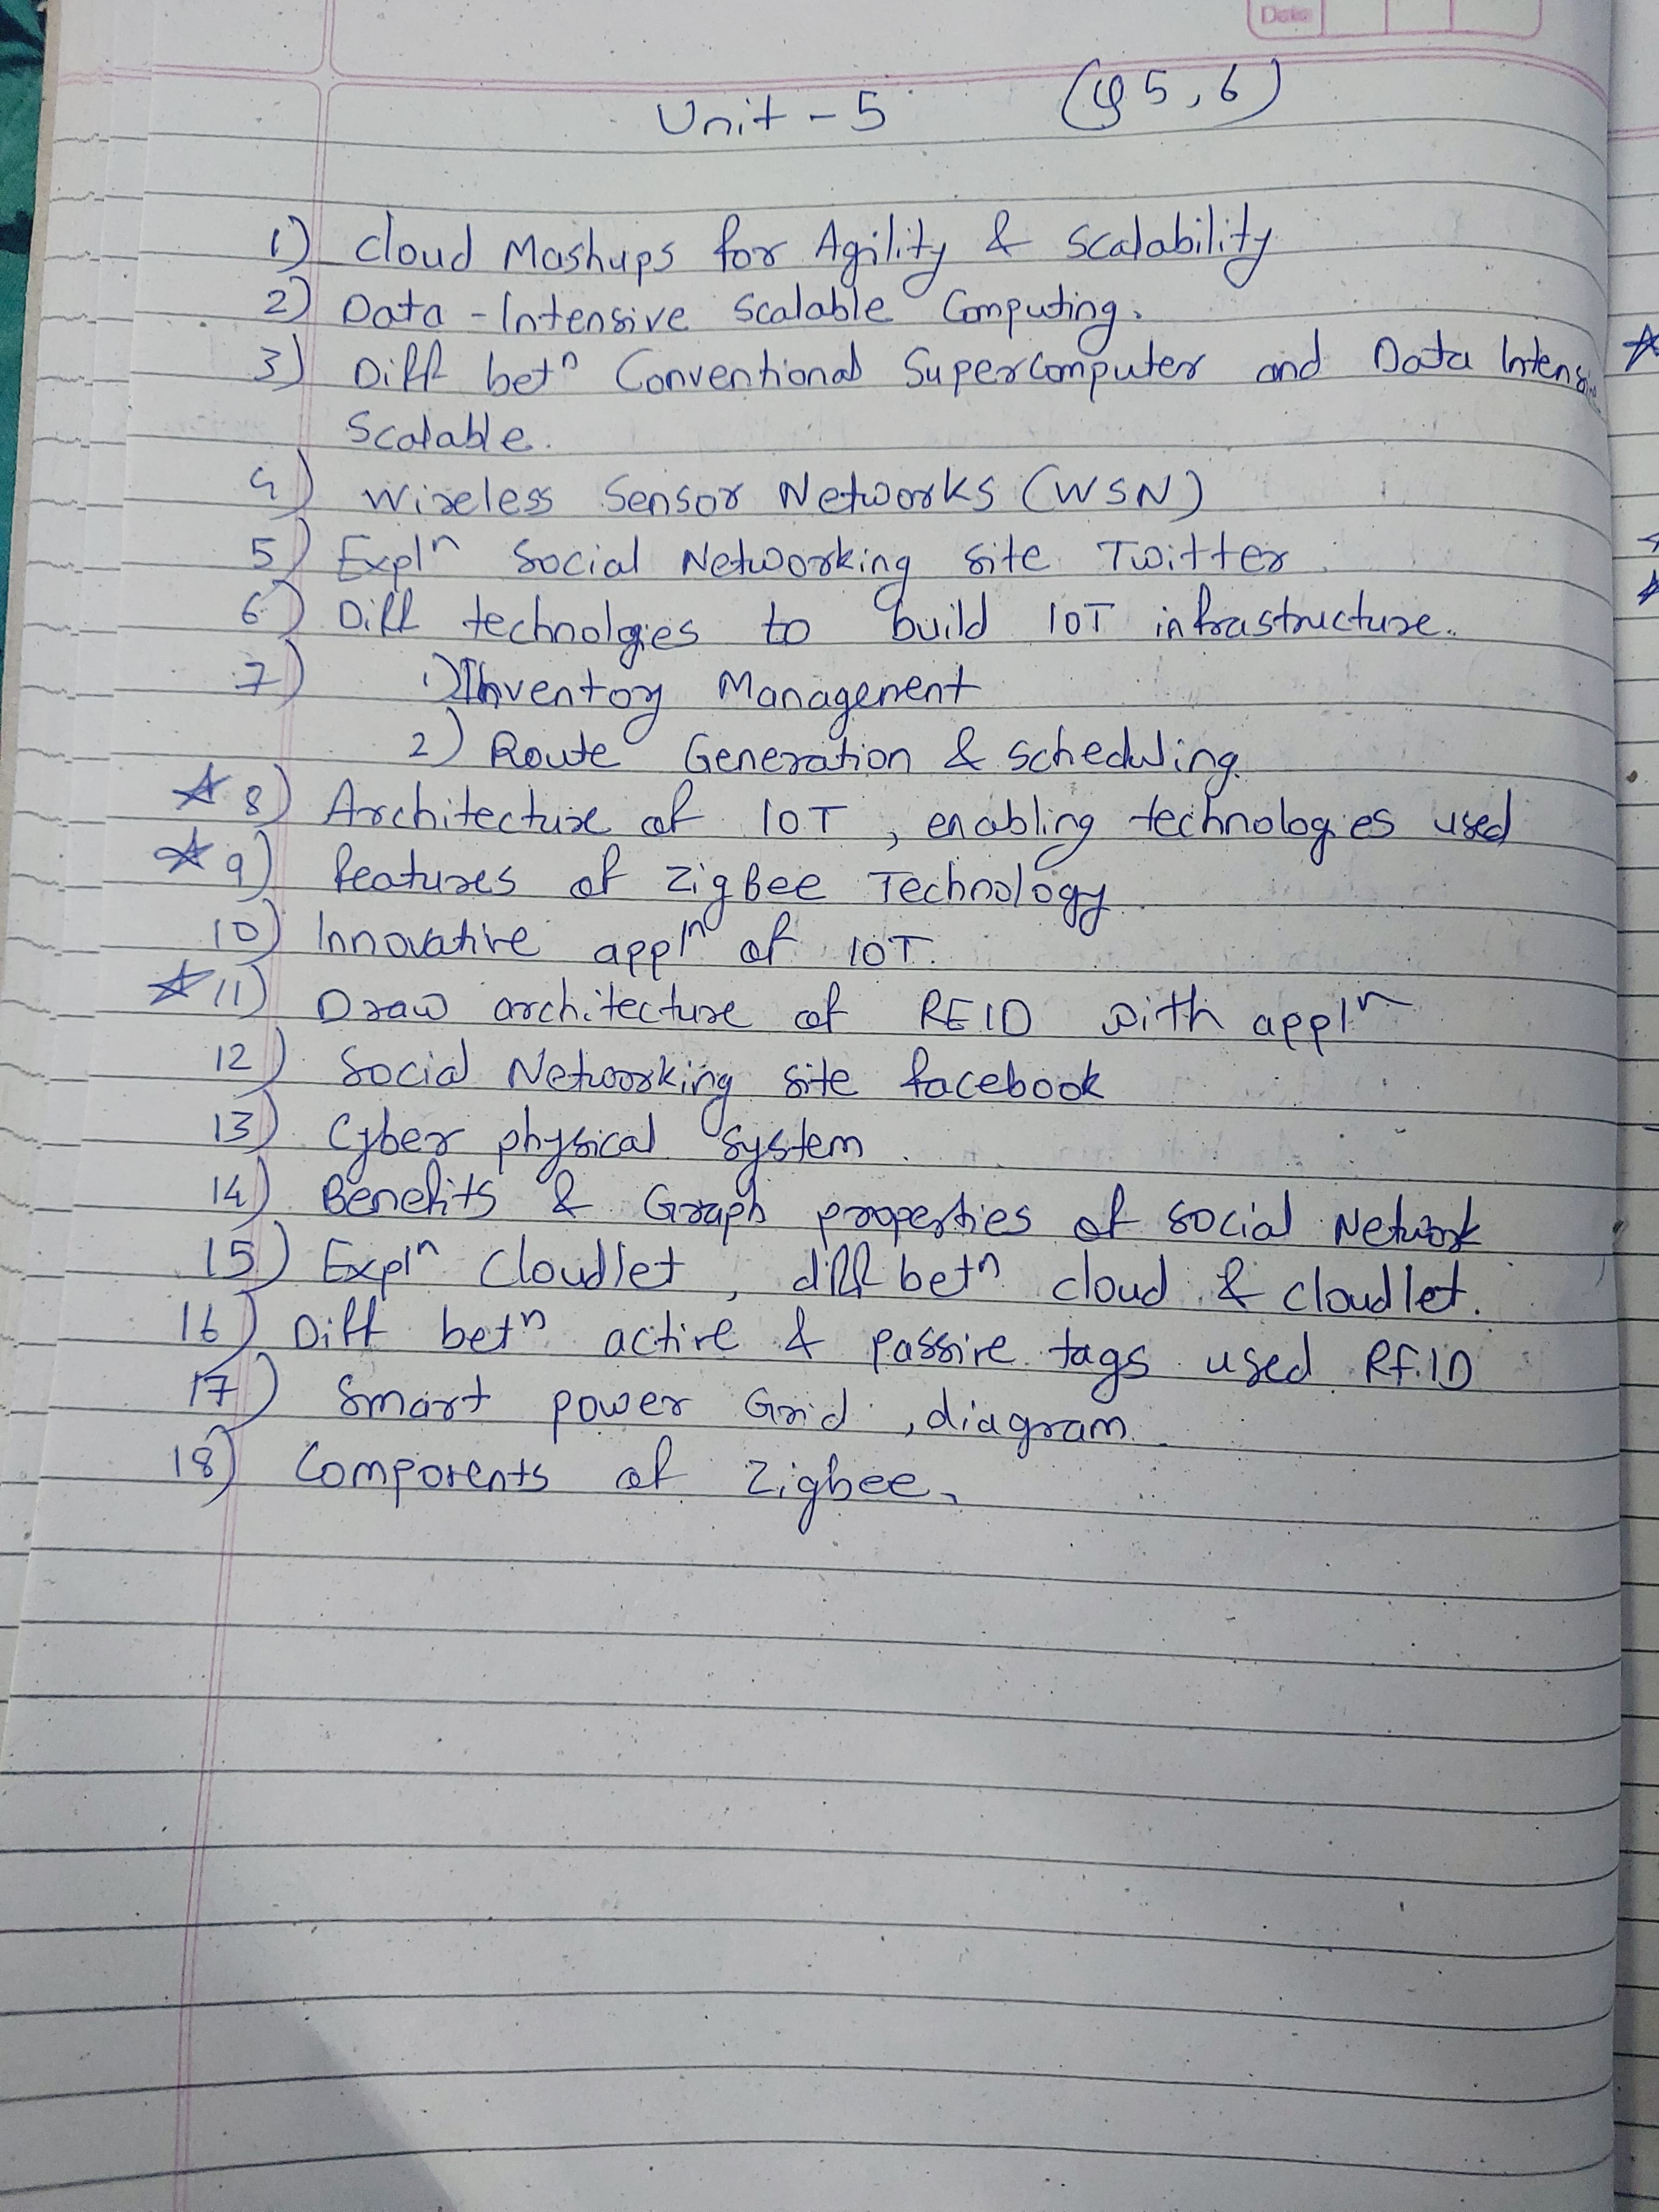 Date
Unit - 5 (Q5,6)
1) Cloud Mashups for Agility & Scalability
2) Data - Intensive Scalable Computing.
3) Diff betn Conventional Supercomputer and Data Intensive
Scalable.
4) Wireless Sensor Networks (WSN)
5) Expln Social Networking site Twitter
6) Diff technologies to build IOT infrastructure.
7) 1) Inventory Management
2) Route Generation & Scheduling.
☆ 8) Architecture of IOT, enabling technologies used
☆ 9) Features of Zigbee Technology
10) Innovative appln of IOT.
☆ 11) Draw architecture of RFID with appln
12) Social Networking site facebook
13) Cyber physical system.
14) Benefits & Graph properties of social Network
15) Expln Cloudlet, diff betn cloud & cloudlet.
16) Diff betn active & passive tags used RFID
17) Smart power Grid, diagram.
18) Components of Zigbee.